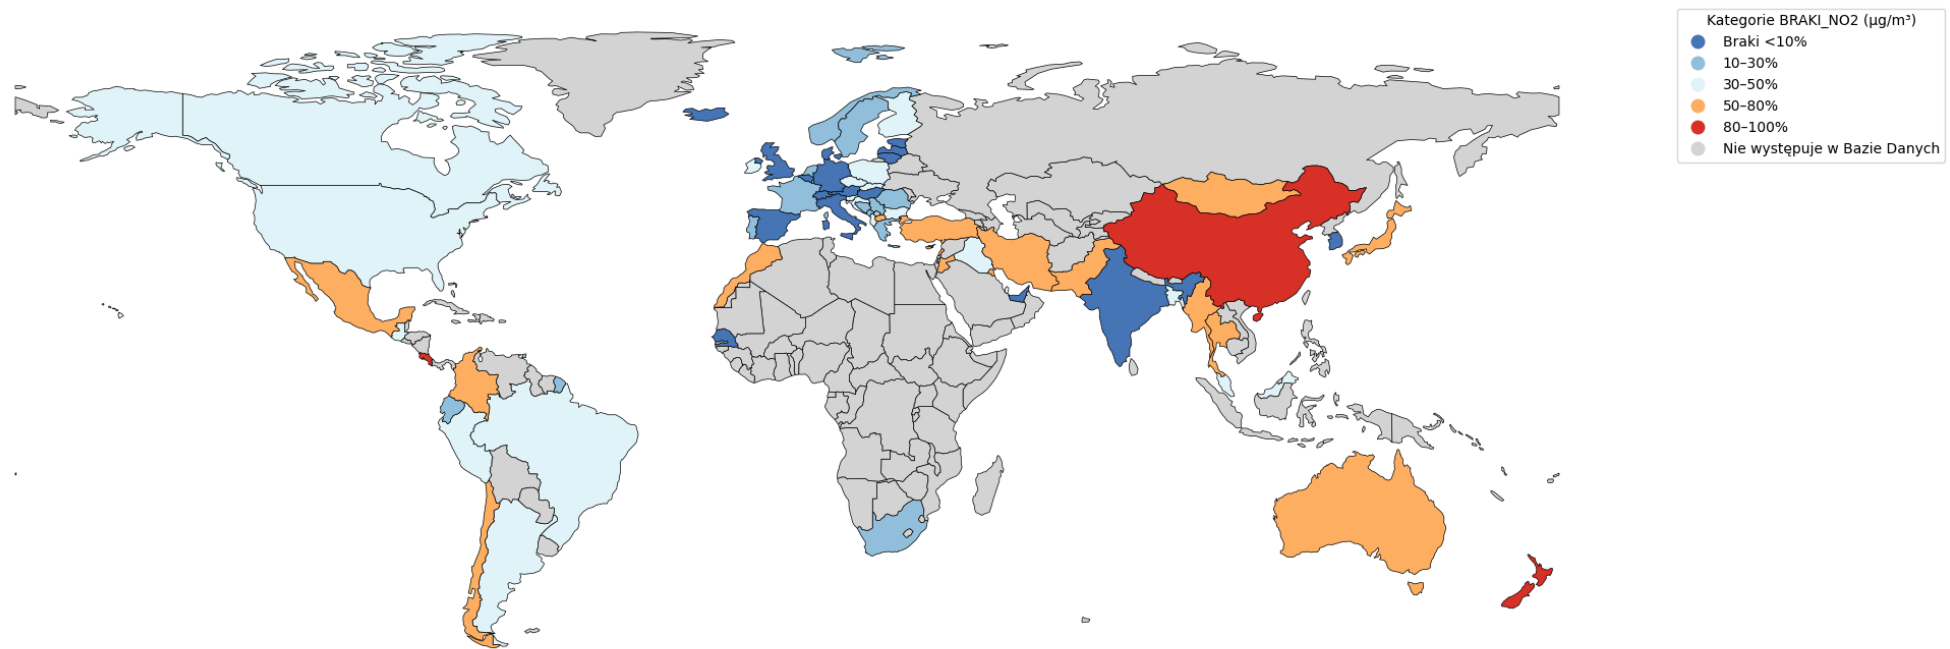 Kategorie BRAKI_NO2 (µg/m³)
Braki <10%
10–30%
30–50%
50–80%
80–100%
Nie występuje w Bazie Danych